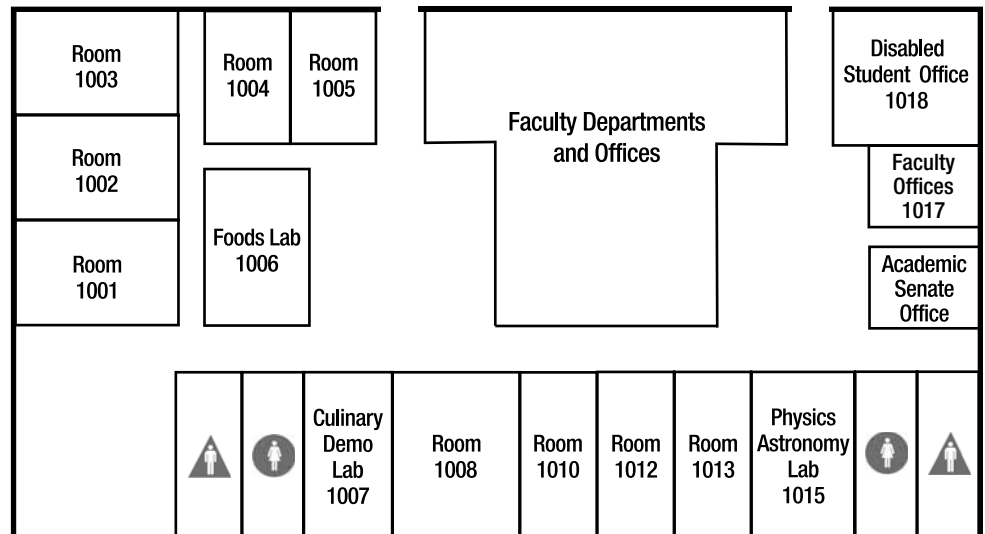 Room
1003
Room
1004
Room
1005
Faculty Departments
and Offices
Disabled
Student Office
1018
Room
1002
Faculty
Offices
1017
Room
1001
Foods Lab
1006
Academic
Senate
Office
Culinary
Demo
Lab
1007
Room
1008
Room
1010
Room
1012
Room
1013
Physics
Astronomy
Lab
1015